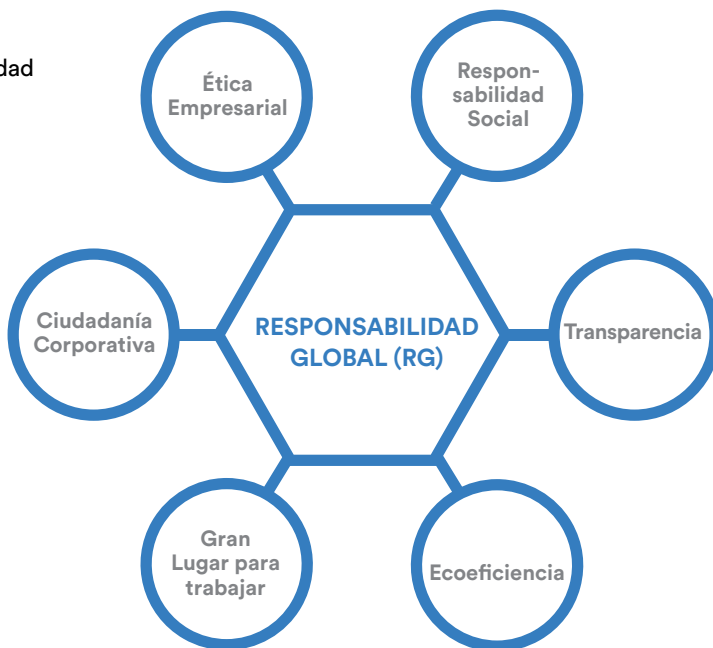 dad
Ética
Empresarial
Respon-
sabilidad
Social
Ciudadanía
Corporativa
RESPONSABILIDAD
GLOBAL (RG)
Transparencia
Gran
Lugar para
trabajar
Ecoeficiencia